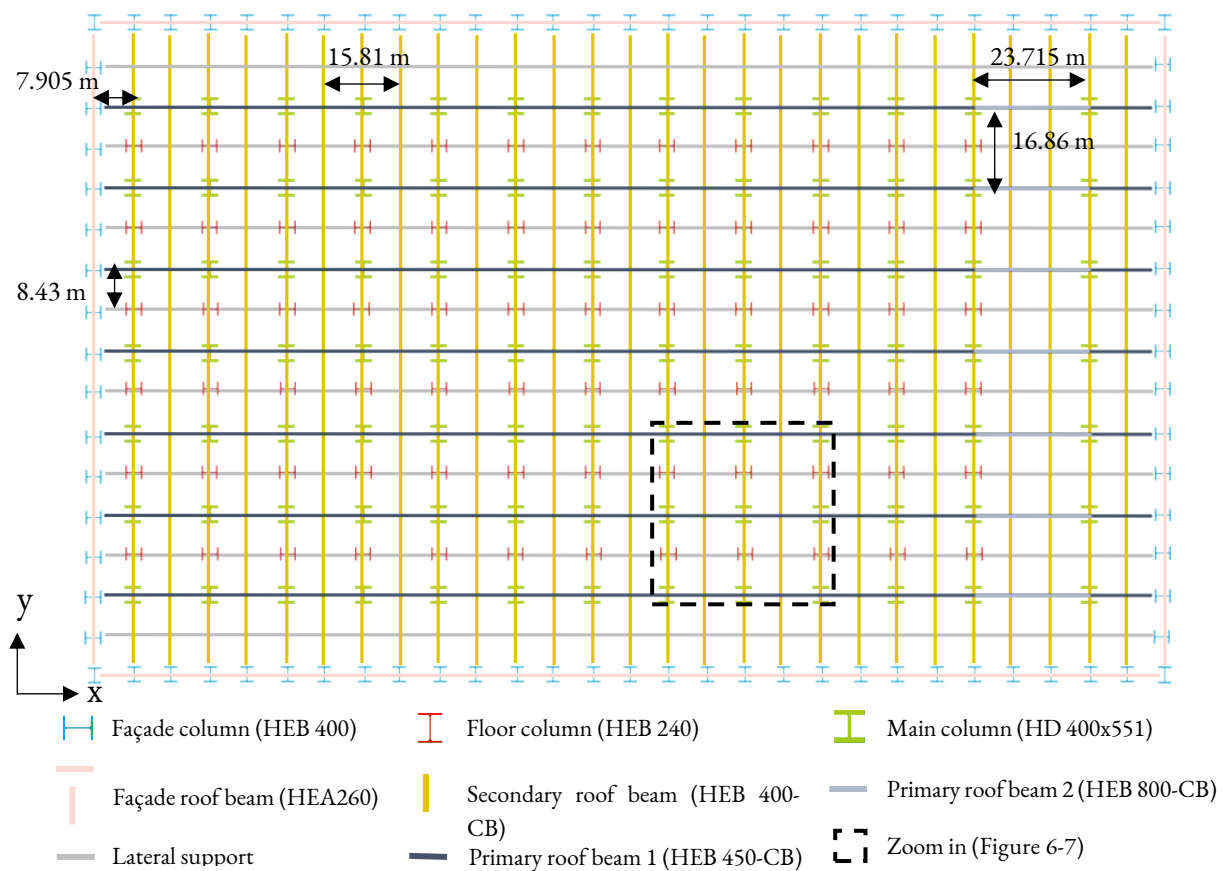 15.81 m
23.715 m
7.905 m
16.86 m
8.43 m
y
x
Façade column (HEB 400)
Floor column (HEB 240)
Main column (HD 400x551)
Façade roof beam (HEA260)
Secondary roof beam (HEB 400-
CB)
Primary roof beam 2 (HEB 800-CB)
Lateral support
Primary roof beam 1 (HEB 450-CB)
Zoom in (Figure 6-7)